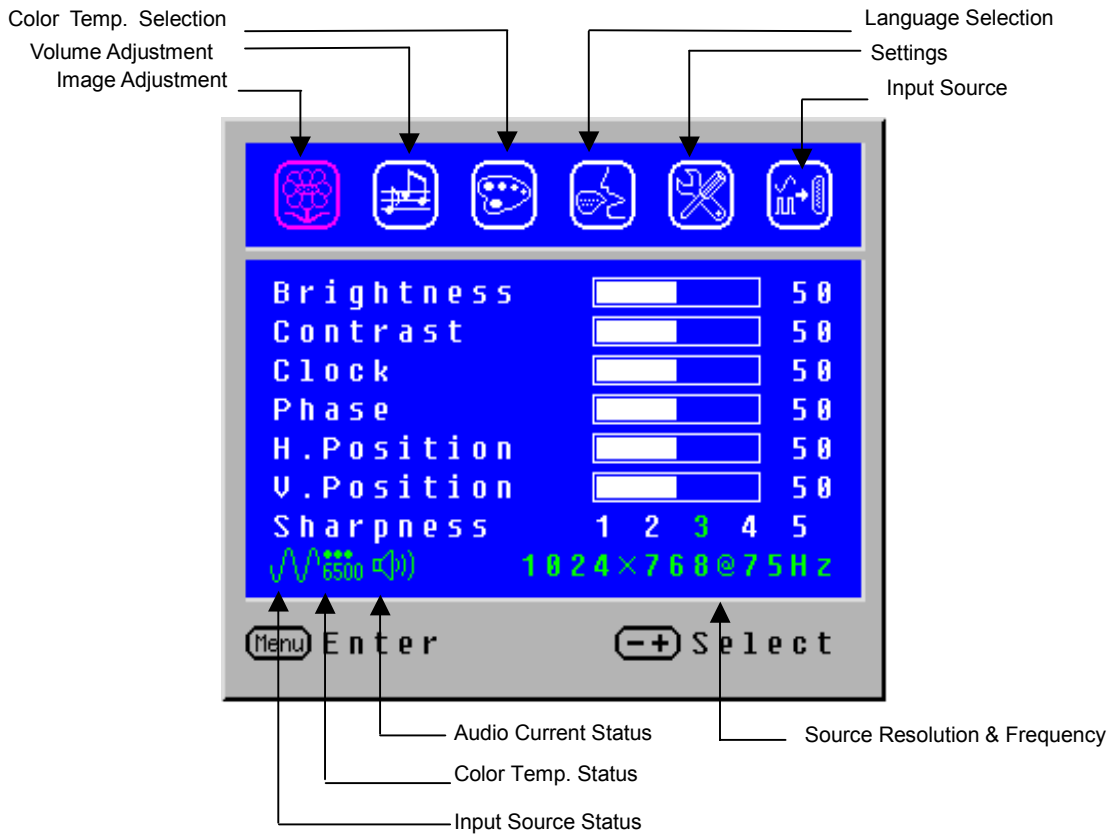 Color Temp. Selection
Language Selection
Volume Adjustment
Settings
Image Adjustment
Input Source
Brightness 50
Contrast 50
Clock 50
Phase 50
H.Position 50
V.Position 50
Sharpness 1 2 3 4 5
6500 1024×768@75Hz
Menu Enter −+ Select
Audio Current Status
Source Resolution & Frequency
Color Temp. Status
Input Source Status